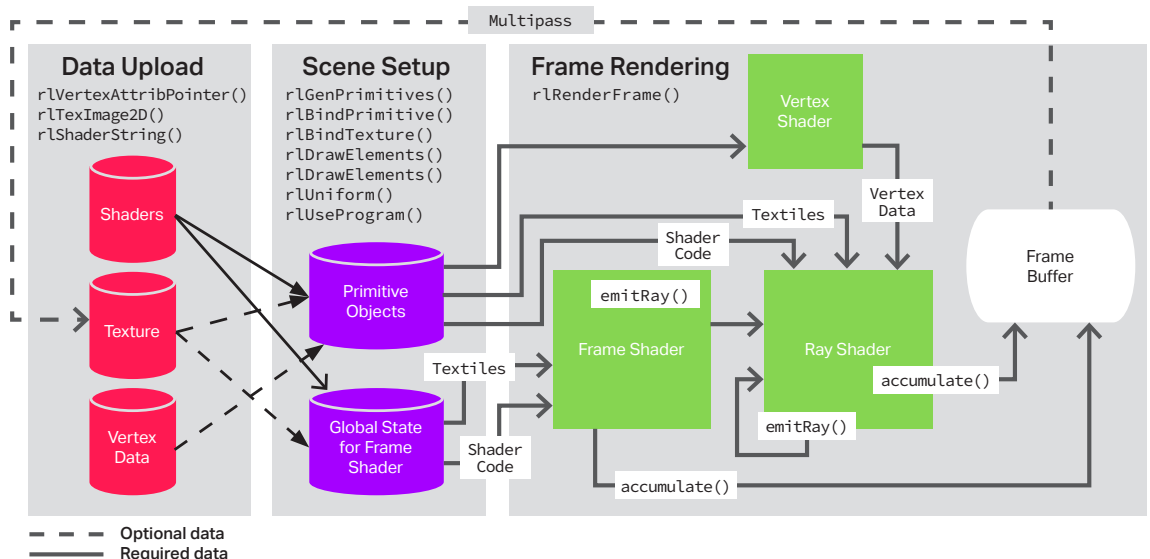 Multipass
Data Upload
rlVertexAttribPointer()
rlTexImage2D()
rlShaderString()
Shaders
Texture
Vertex
Data
Scene Setup
rlGenPrimitives()
rlBindPrimitive()
rlBindTexture()
rlDrawElements()
rlDrawElements()
rlUniform()
rlUseProgram()
Primitive
Objects
Global State
for Frame
Shader
Textiles
Shader
Code
Frame Rendering
rlRenderFrame()
Vertex
Shader
Vertex
Data
Textiles
Shader
Code
emitRay()
Frame Shader
Ray Shader
accumulate()
emitRay()
accumulate()
Frame
Buffer
Optional data
Required data